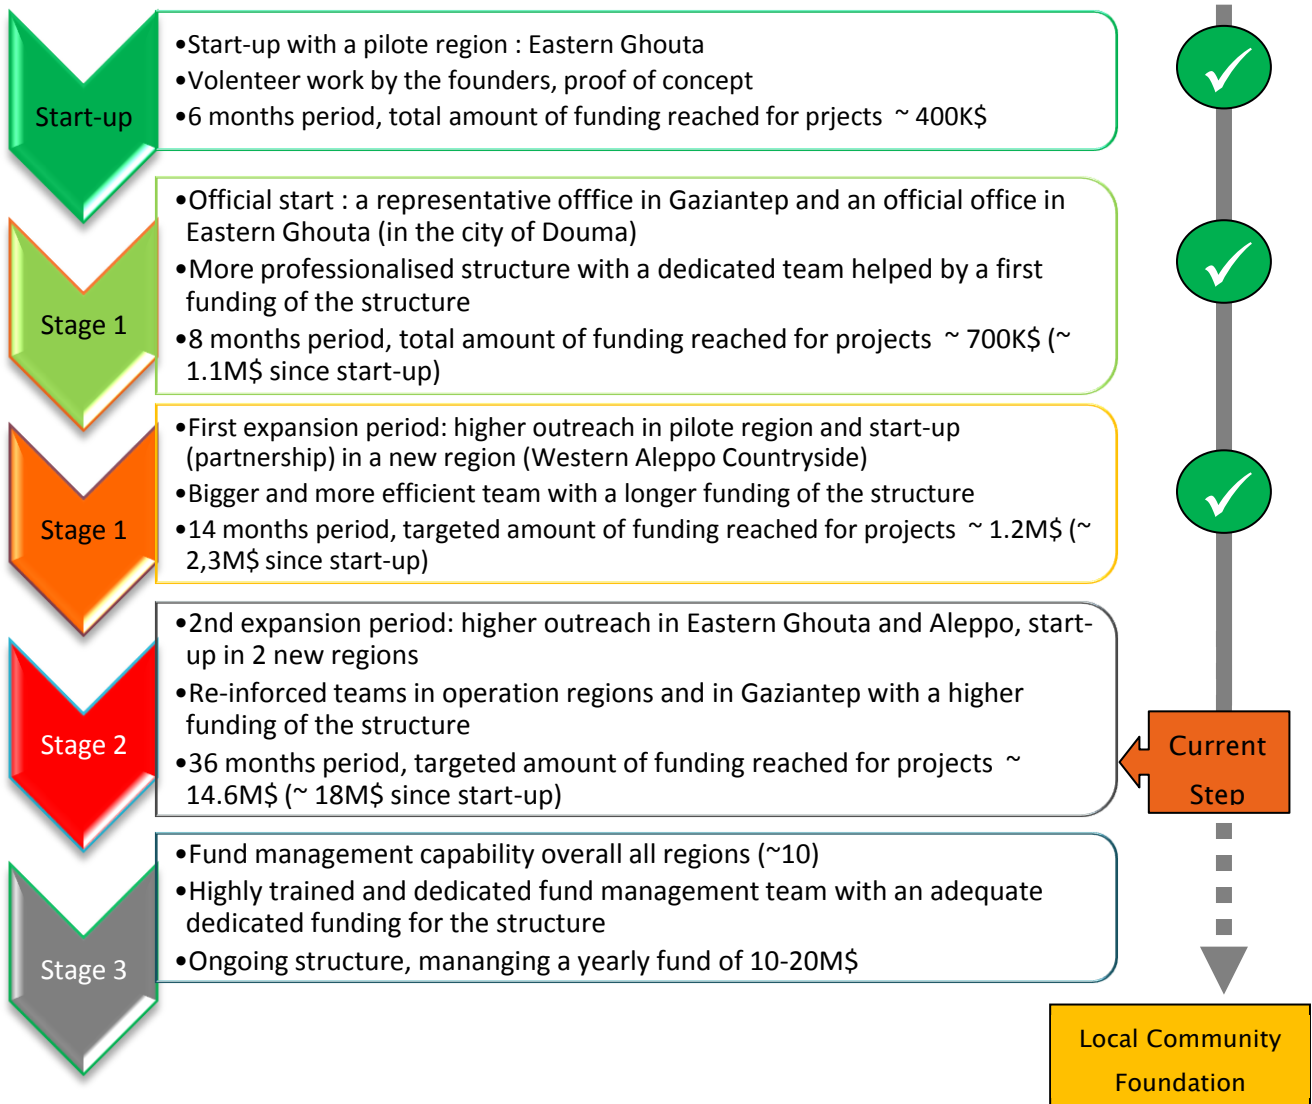 Start-up
•Start-up with a pilote region : Eastern Ghouta
•Volenteer work by the founders, proof of concept
•6 months period, total amount of funding reached for prjects ~ 400K$
Stage 1
•Official start : a representative offfice in Gaziantep and an official office in
Eastern Ghouta (in the city of Douma)
•More professionalised structure with a dedicated team helped by a first
funding of the structure
•8 months period, total amount of funding reached for projects ~ 700K$ (~
1.1M$ since start-up)
Stage 1
•First expansion period: higher outreach in pilote region and start-up
(partnership) in a new region (Western Aleppo Countryside)
•Bigger and more efficient team with a longer funding of the structure
•14 months period, targeted amount of funding reached for projects ~ 1.2M$ (~
2,3M$ since start-up)
Stage 2
•2nd expansion period: higher outreach in Eastern Ghouta and Aleppo, start-
up in 2 new regions
•Re-inforced teams in operation regions and in Gaziantep with a higher
funding of the structure
•36 months period, targeted amount of funding reached for projects ~
14.6M$ (~ 18M$ since start-up)
Current
Step
Stage 3
•Fund management capability overall all regions (~10)
•Highly trained and dedicated fund management team with an adequate
dedicated funding for the structure
•Ongoing structure, mananging a yearly fund of 10-20M$
Local Community
Foundation